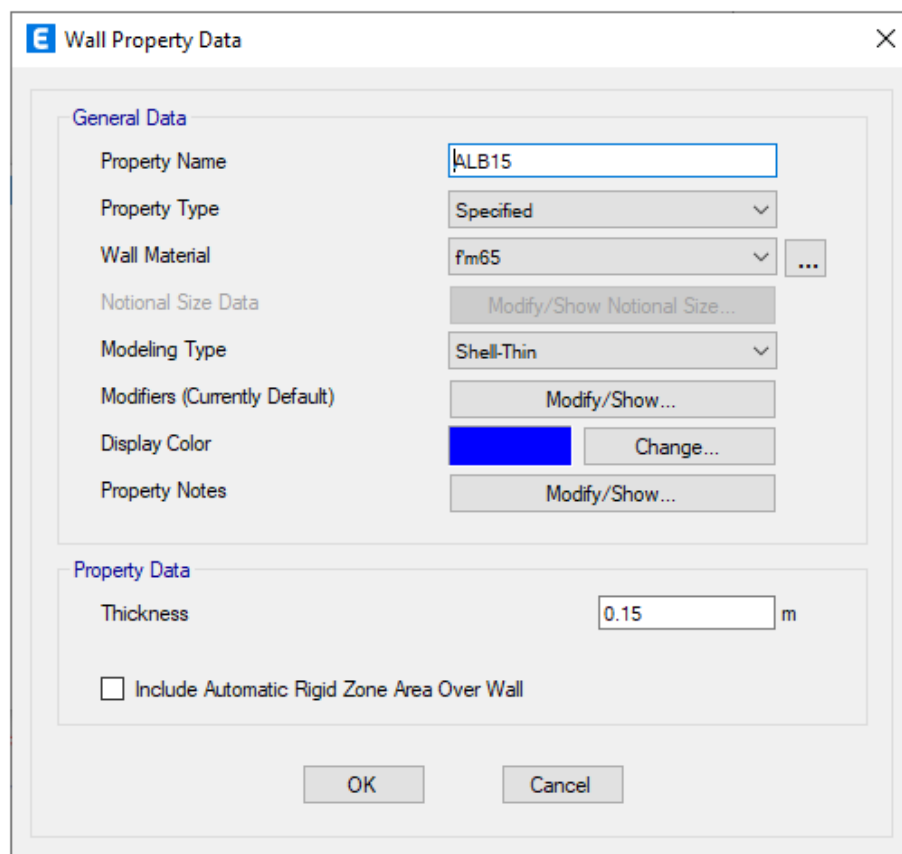 E Wall Property Data
General Data
Property Name ALB15
Property Type Specified
Wall Material f'm65 ...
Notional Size Data Modify/Show Notional Size...
Modeling Type Shell-Thin
Modifiers (Currently Default) Modify/Show...
Display Color Change...
Property Notes Modify/Show...
Property Data
Thickness 0.15 m
Include Automatic Rigid Zone Area Over Wall
OK Cancel